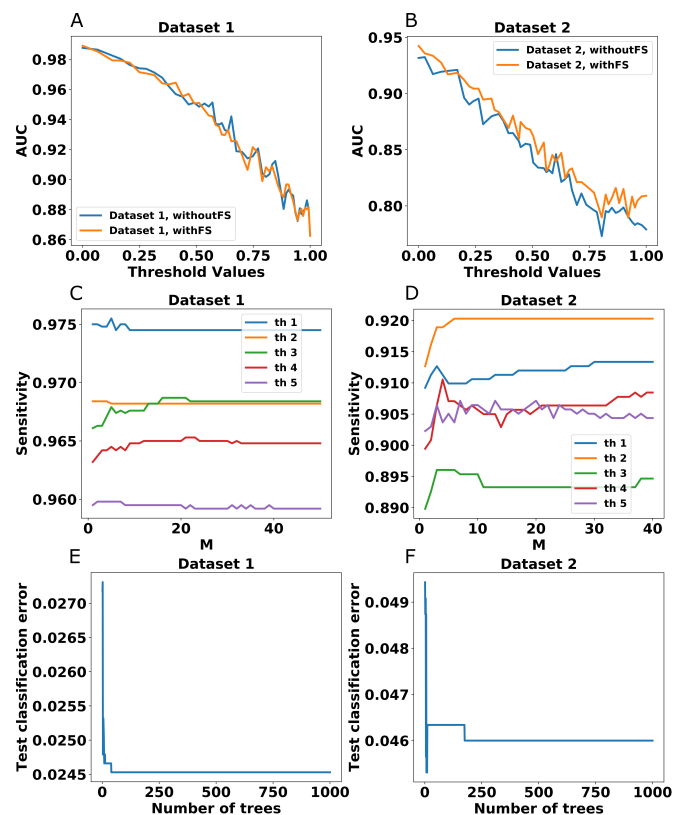 A
Dataset 1
AUC
0.98
0.96
0.94
0.92
0.90
0.88
0.86
Dataset 1, withoutFS
Dataset 1, withFS
0.00 0.25 0.50 0.75 1.00
Threshold Values
B
Dataset 2
AUC
0.95
0.90
0.85
0.80
Dataset 2, withoutFS
Dataset 2, withFS
0.00 0.25 0.50 0.75 1.00
Threshold Values
C
Dataset 1
Sensitivity
0.975
0.970
0.965
0.960
th 1
th 2
th 3
th 4
th 5
0 20 40
M
D
Dataset 2
Sensitivity
0.920
0.915
0.910
0.905
0.900
0.895
0.890
th 1
th 2
th 3
th 4
th 5
0 10 20 30 40
M
E
Dataset 1
Test classification error
0.0270
0.0265
0.0260
0.0255
0.0250
0.0245
0 250 500 750 1000
Number of trees
F
Dataset 2
Test classification error
0.049
0.048
0.047
0.046
0 250 500 750 1000
Number of trees